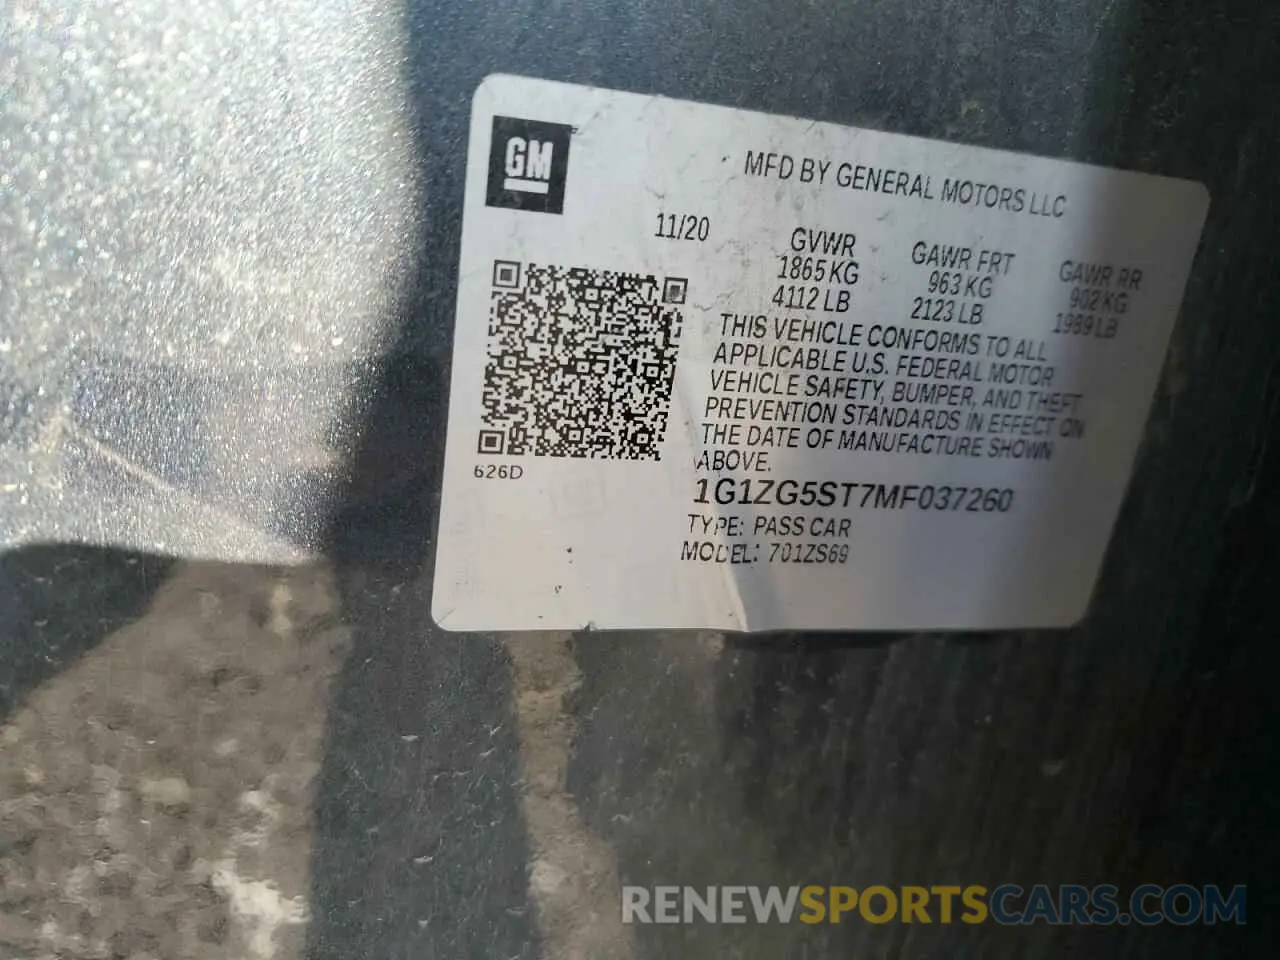 GM
MFD BY GENERAL MOTORS LLC
11/20
GVWR
1865 KG
4112 LB
GAWR FRT
963 KG
2123 LB
GAWR RR
902 KG
1989 LB
THIS VEHICLE CONFORMS TO ALL
APPLICABLE U.S. FEDERAL MOTOR
VEHICLE SAFETY, BUMPER, AND THEFT
PREVENTION STANDARDS IN EFFECT ON
THE DATE OF MANUFACTURE SHOWN
ABOVE.
626D
1G1ZG5ST7MF037260
TYPE: PASS CAR
MODEL: 701ZS69
RENEWSPORTSCARS.COM